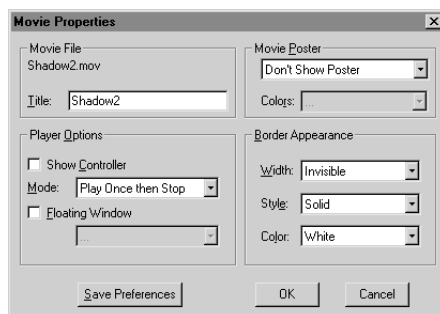 Movie Properties
Movie File
Shadow2.mov
Title: Shadow2
Movie Poster
Don't Show Poster
Colors: ...
Player Options
Show Controller
Mode: Play Once then Stop
Floating Window
...
Border Appearance
Width: Invisible
Style: Solid
Color: White
Save Preferences
OK
Cancel